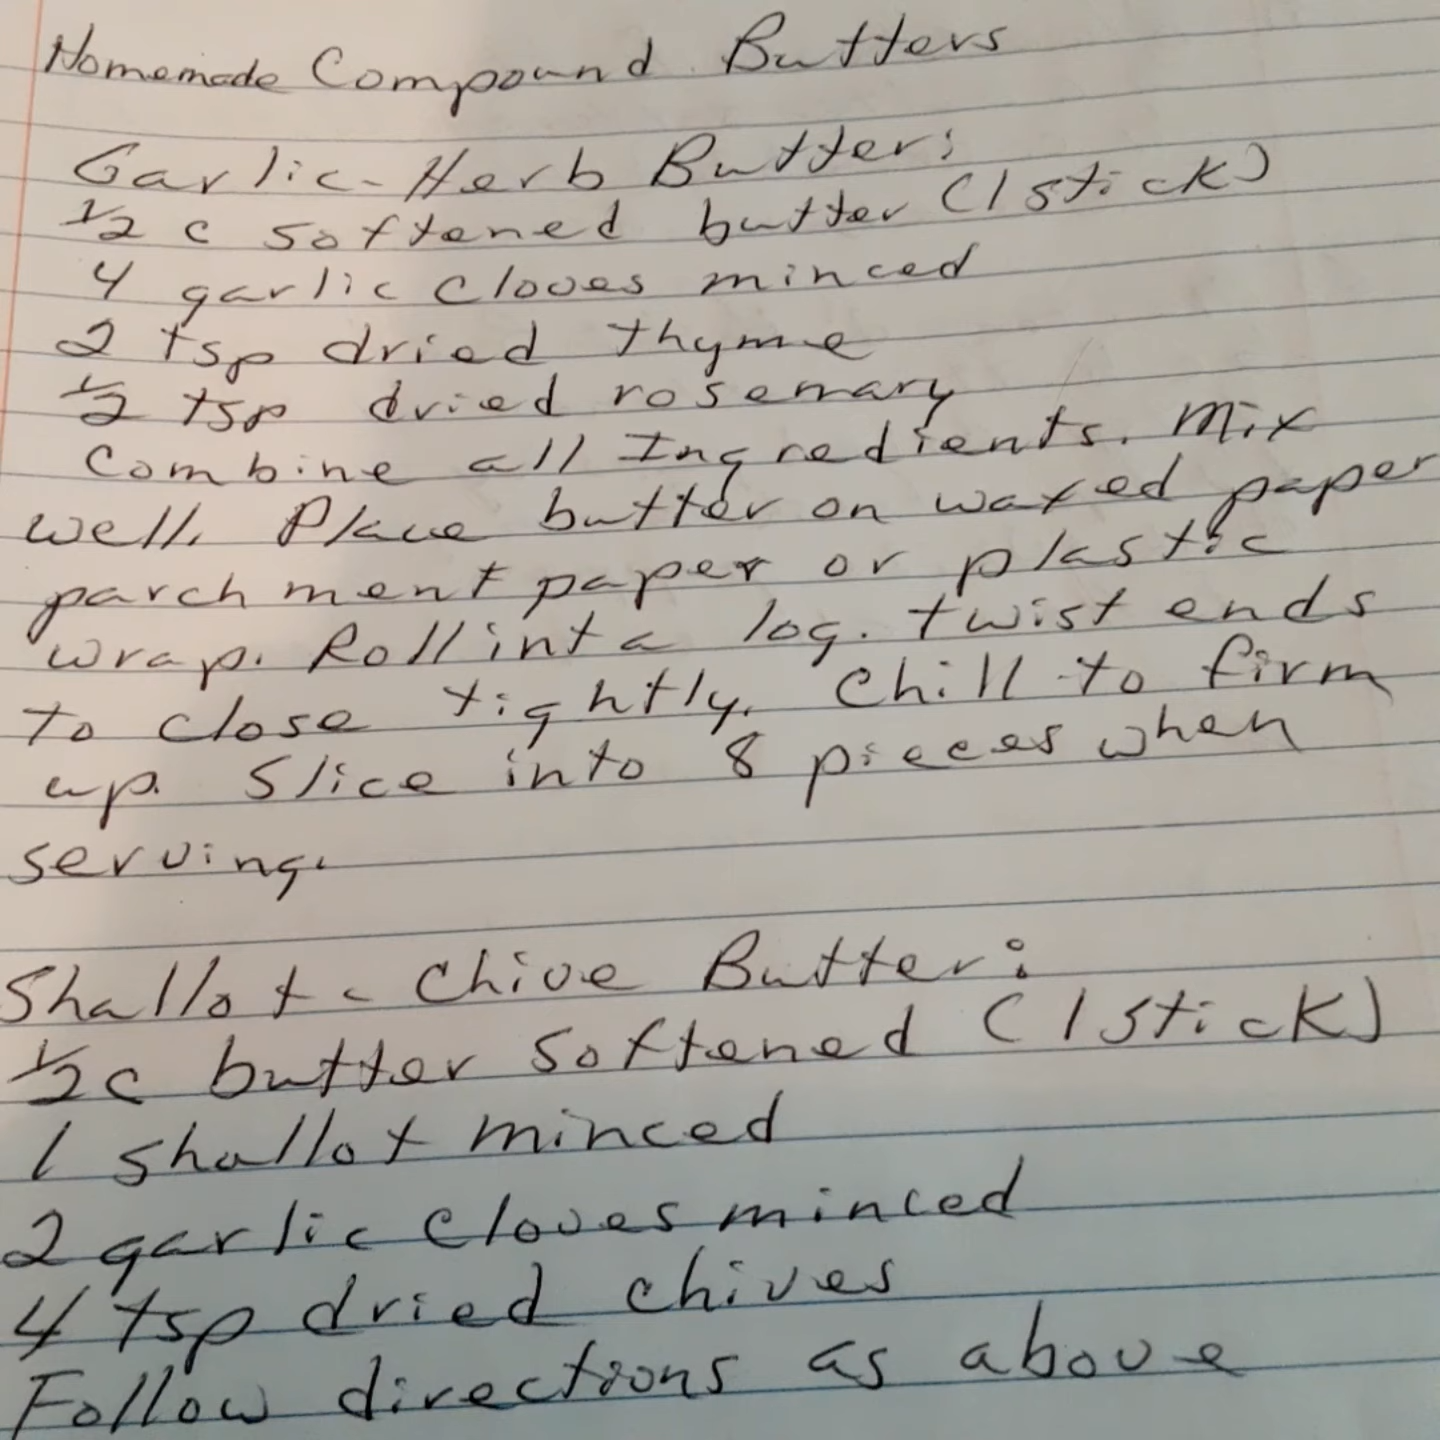 Homemade Compound Butters
Garlic-Herb Butter:
1/2 c softened butter (1 stick)
4 garlic cloves minced
2 tsp dried thyme
1/2 tsp dried rosemary
Combine all Ingredients. Mix
well. Place butter on waxed paper
parchment paper or plastic
wrap. Roll into a log. twist ends
to close tightly. Chill to firm
up. Slice into 8 pieces when
serving.
Shallot-Chive Butter:
1/2 c butter softened (1 stick)
1 shallot minced
2 garlic cloves minced
4 tsp dried chives
Follow directions as above